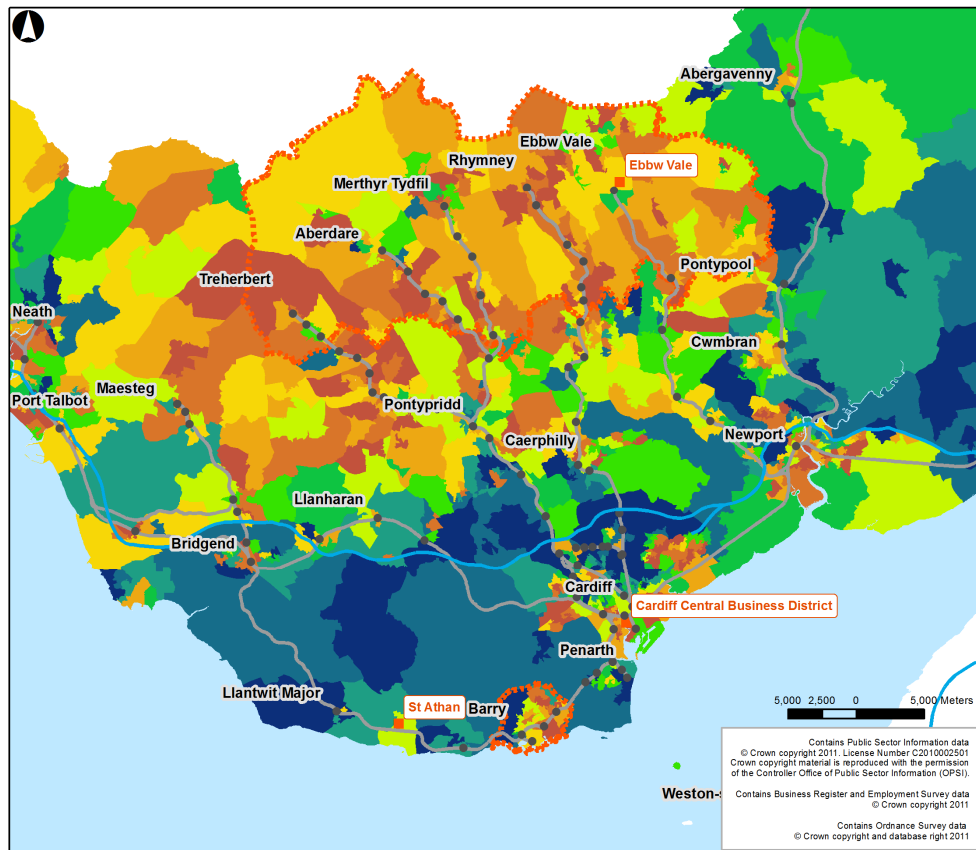 Abergavenny
Ebbw Vale
Rhymney
Ebbw Vale
Merthyr Tydfil
Aberdare
Pontypool
Treherbert
Neath
Cwmbran
Maesteg
Port Talbot
Pontypridd
Newport
Caerphilly
Llanharan
Bridgend
Cardiff
Cardiff Central Business District
Penarth
Llantwit Major
St Athan
Barry
5,000 2,500 0 5,000 Meters
Contains Public Sector Information data
© Crown copyright 2011. License Number C2010002501
Crown copyright material is reproduced with the permission
of the Controller Office of Public Sector Information (OPSI).
Contains Business Register and Employment Survey data
© Crown copyright 2011
Weston-
Contains Ordnance Survey data
© Crown copyright and database right 2011